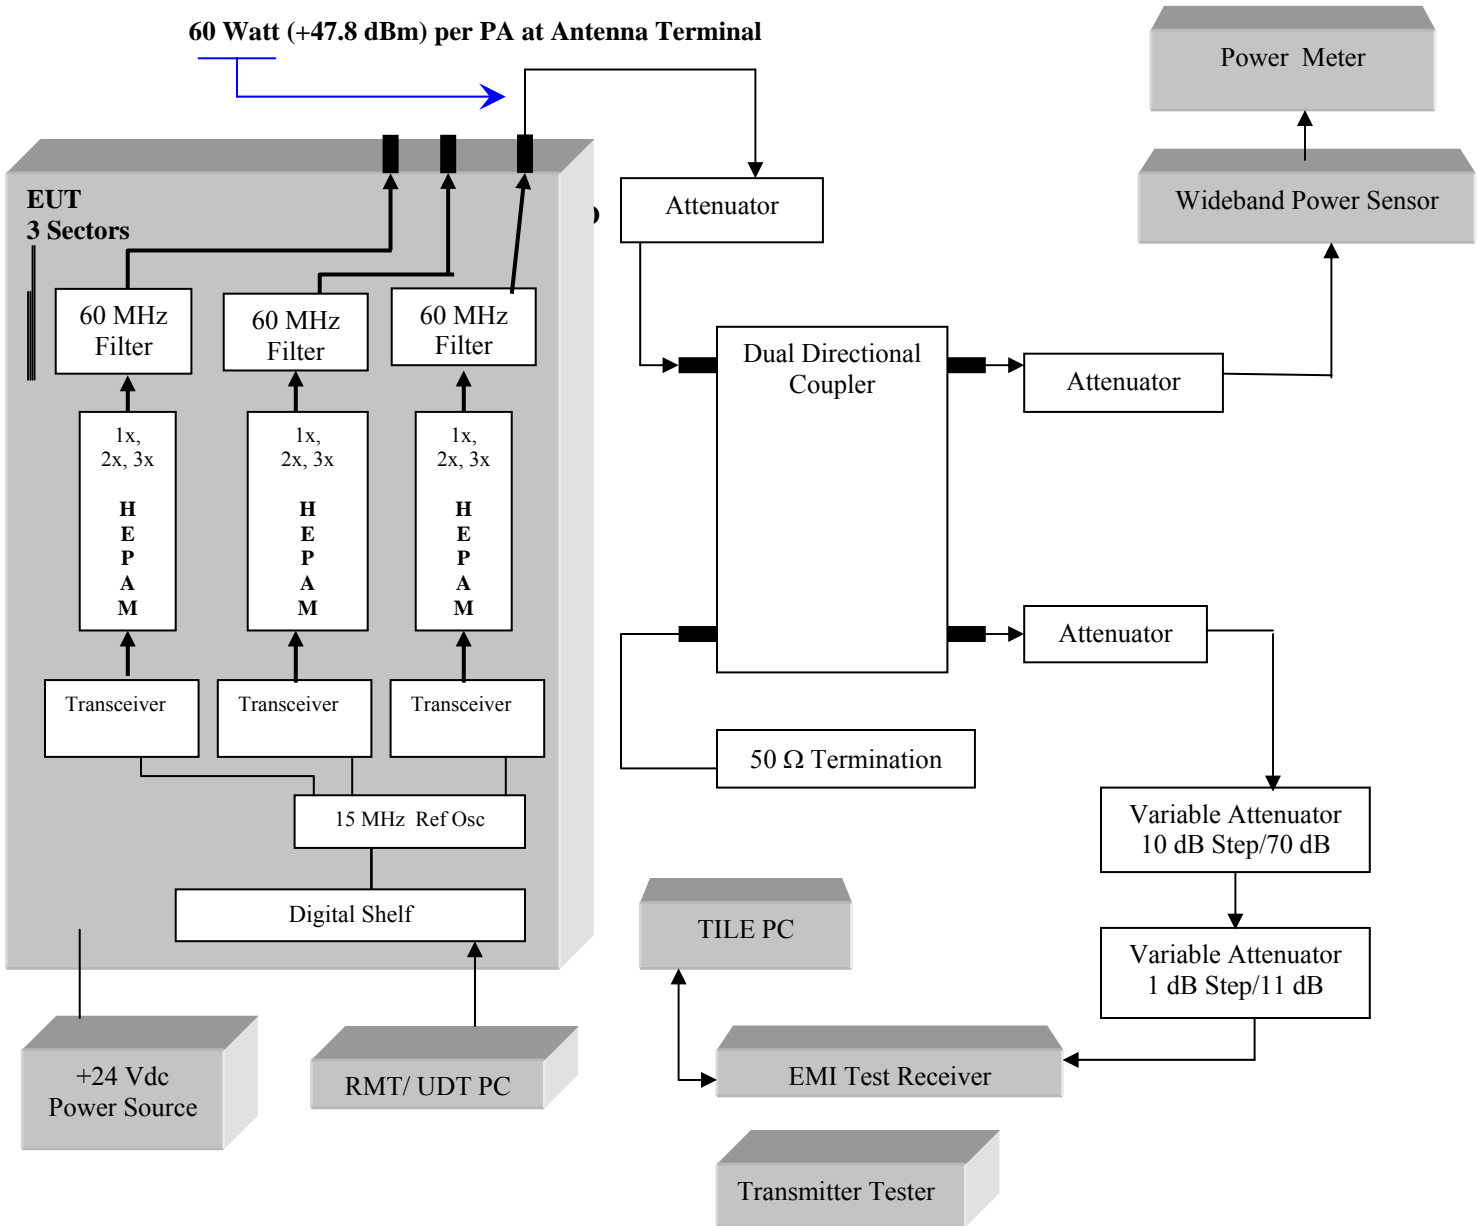 60 Watt (+47.8 dBm) per PA at Antenna Terminal
Power  Meter
Wideband Power Sensor
EUT
3 Sectors
Attenuator
60 MHz
Filter
60 MHz
Filter
60 MHz
Filter
Dual Directional
Coupler
Attenuator
1x,
2x, 3x
H
E
P
A
M
1x,
2x, 3x
H
E
P
A
M
1x,
2x, 3x
H
E
P
A
M
Attenuator
Transceiver
Transceiver
Transceiver
50 Ω Termination
15 MHz  Ref Osc
Variable Attenuator
10 dB Step/70 dB
Digital Shelf
TILE PC
Variable Attenuator
1 dB Step/11 dB
+24 Vdc
Power Source
RMT/ UDT PC
EMI Test Receiver
Transmitter Tester